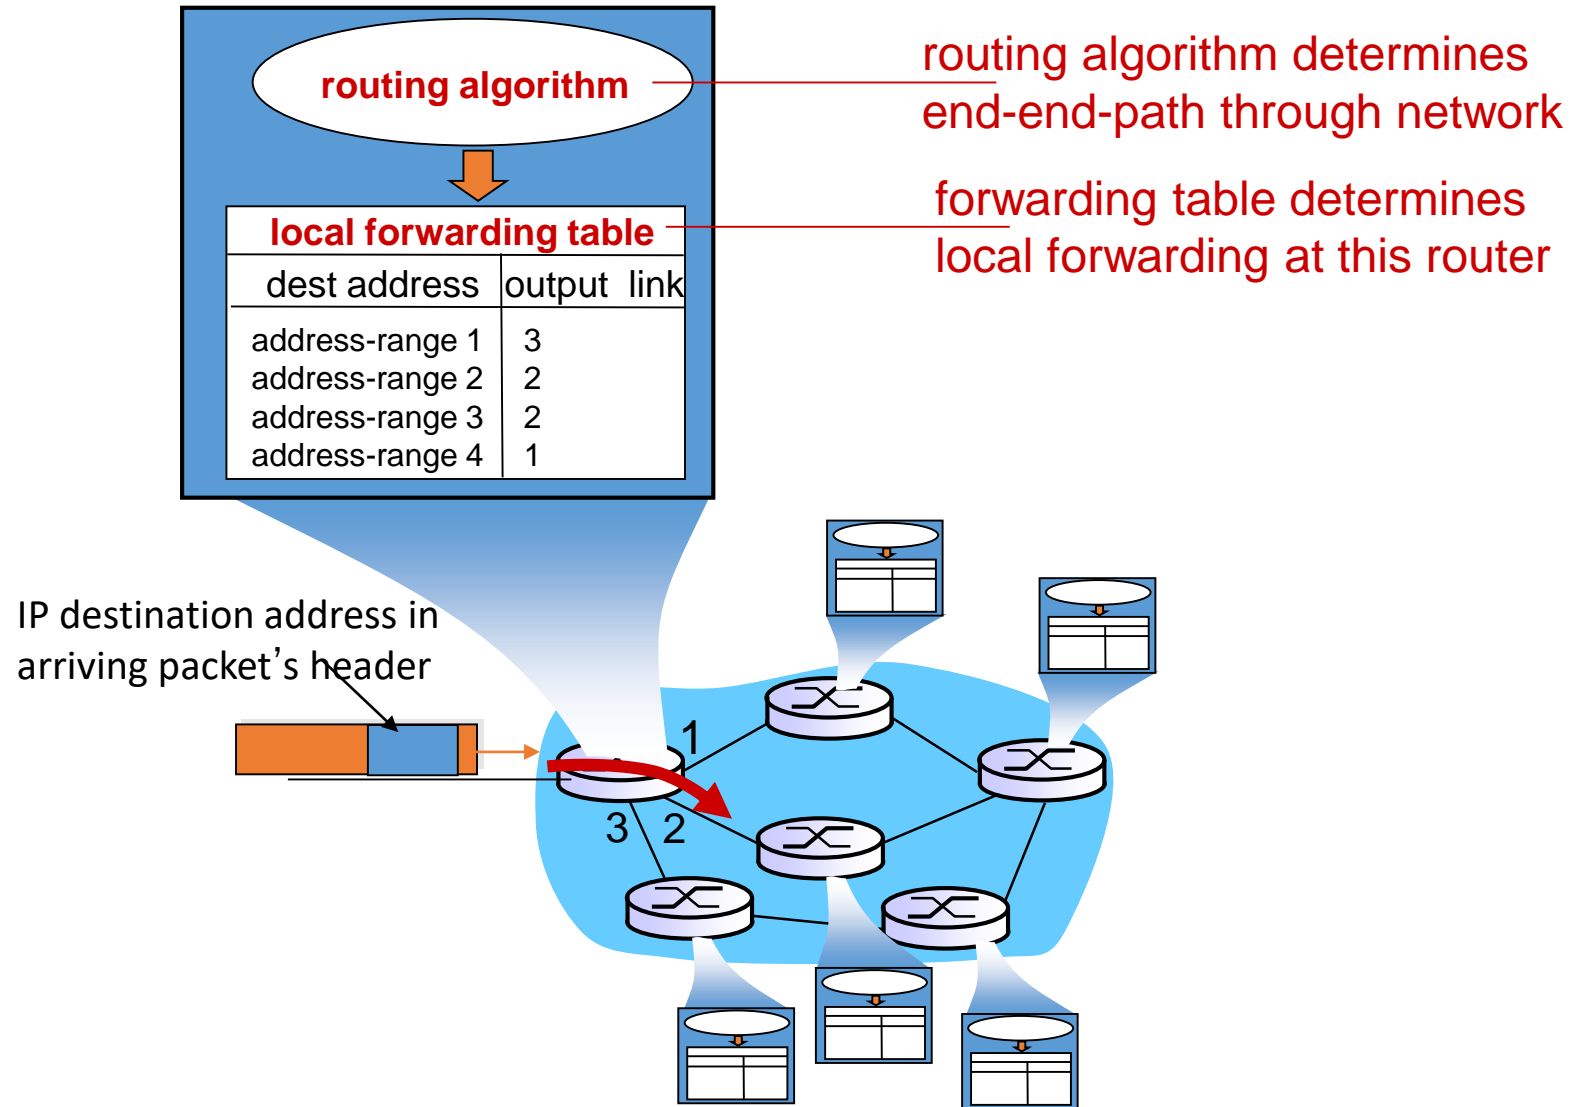 routing algorithm
routing algorithm determines
end-end-path through network
forwarding table determines
local forwarding at this router
local forwarding table
dest address output link
address-range 1 3
address-range 2 2
address-range 3 2
address-range 4 1
IP destination address in
arriving packet’s header
1
3 2